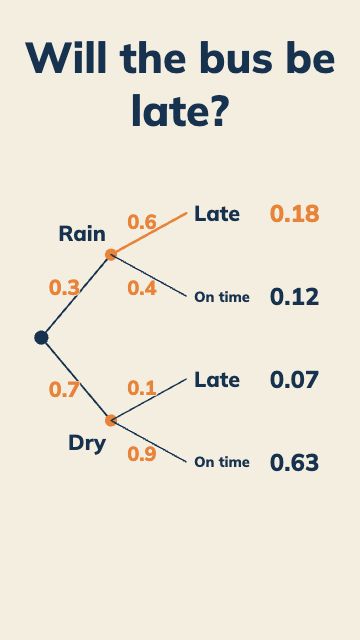 Will the bus be
late?
0.6 Late 0.18
Rain
0.3 0.4 On time 0.12
0.7 0.1 Late 0.07
Dry
0.9 On time 0.63